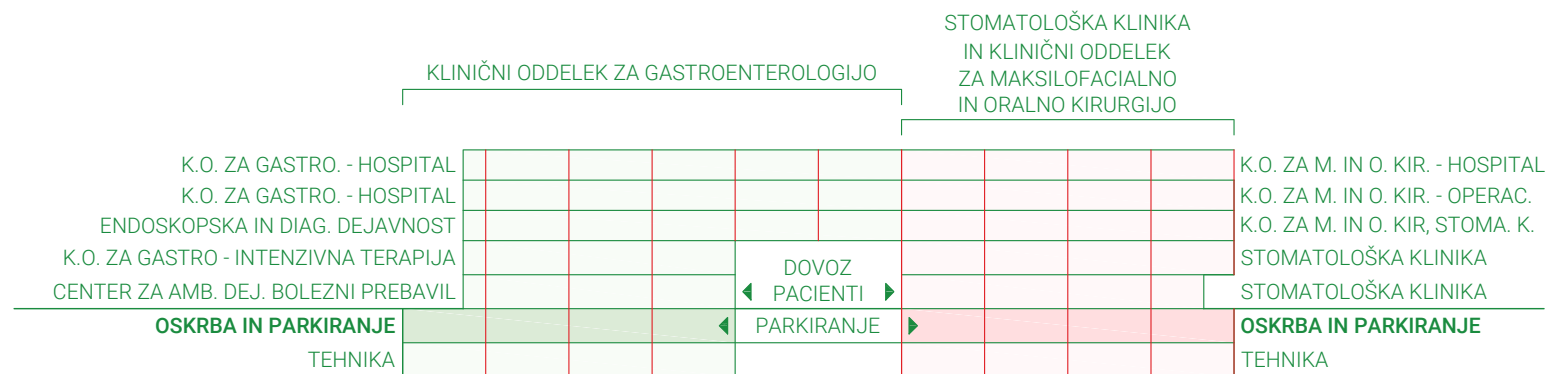 STOMATOLOŠKA KLINIKA
IN KLINIČNI ODDELEK
ZA MAKSILOFACIALNO
IN ORALNO KIRURGIJO
KLINIČNI ODDELEK ZA GASTROENTEROLOGIJO
K.O. ZA GASTRO. - HOSPITAL
K.O. ZA M. IN O. KIR. - HOSPITAL
K.O. ZA GASTRO. - HOSPITAL
K.O. ZA M. IN O. KIR. - OPERAC.
ENDOSKOPSKA IN DIAG. DEJAVNOST
K.O. ZA M. IN O. KIR, STOMA. K.
K.O. ZA GASTRO - INTENZIVNA TERAPIJA
DOVOZ
STOMATOLOŠKA KLINIKA
CENTER ZA AMB. DEJ. BOLEZNI PREBAVIL
PACIENTI
STOMATOLOŠKA KLINIKA
OSKRBA IN PARKIRANJE
PARKIRANJE
OSKRBA IN PARKIRANJE
TEHNIKA
TEHNIKA